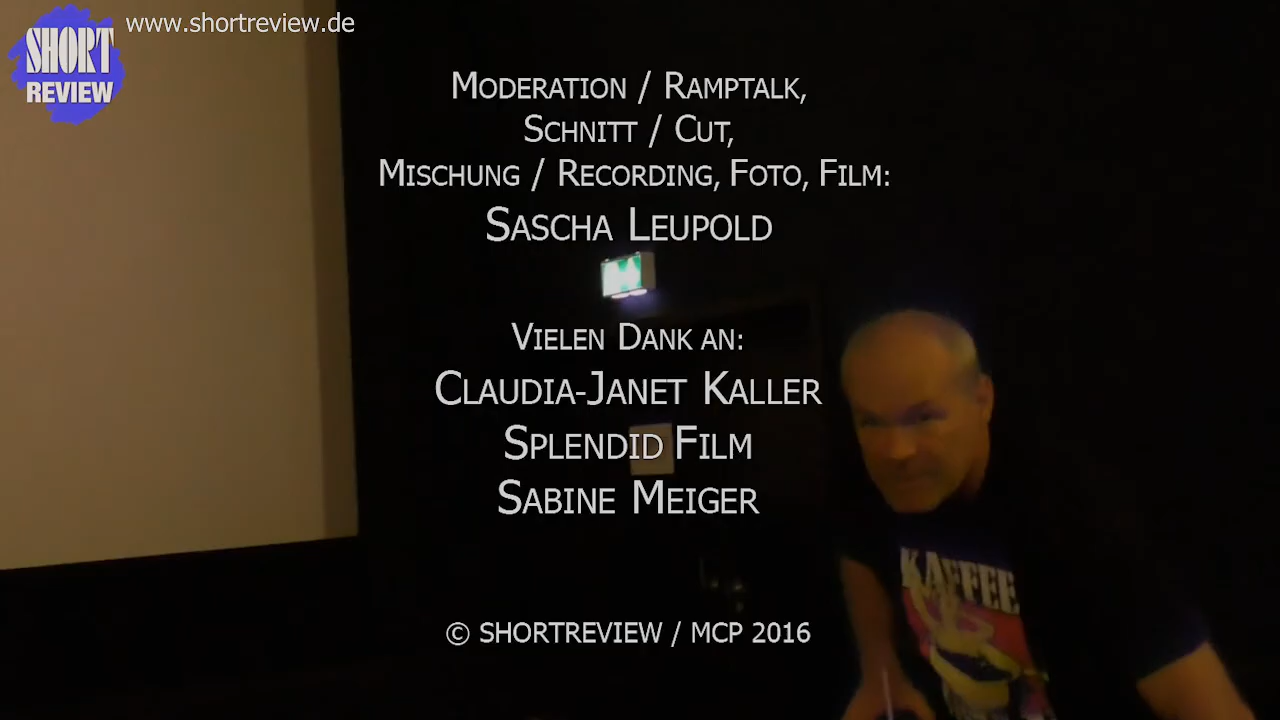 SHORT
REVIEW
www.shortreview.de
MODERATION / RAMPTALK,
SCHNITT / CUT,
MISCHUNG / RECORDING, FOTO, FILM:
SASCHA LEUPOLD
VIELEN DANK AN:
CLAUDIA-JANET KALLER
SPLENDID FILM
SABINE MEIGER
KAFFEE
© SHORTREVIEW / MCP 2016